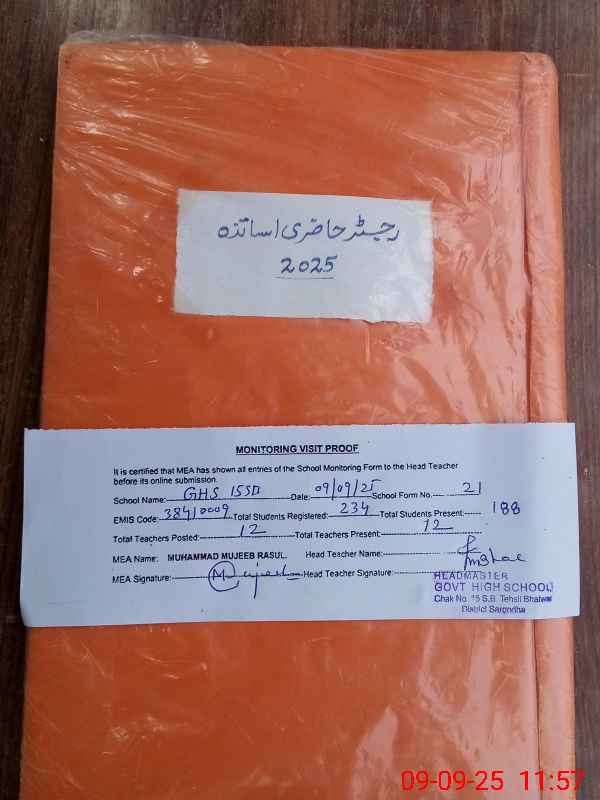 رجسٹر حاضری اساتذہ
2025
MONITORING VISIT PROOF
It is certified that MEA has shown all entries of the School Monitoring Form to the Head Teacher
before its online submission.
School Name: GHS 15SB Date: 09/09/25 School Form No. 21
EMIS Code: 38410009 Total Students Registered: 234 Total Students Present: 188
Total Teachers Posted: 12 Total Teachers Present: 12
MEA Name: MUHAMMAD MUJEEB RASUL. Head Teacher Name:
MEA Signature: Head Teacher Signature:
HEADMASTER
GOVT HIGH SCHOOL
Chak No. 15 S.B. Tehsil Bhalwal
District Sargodha
09-09-25 11:57